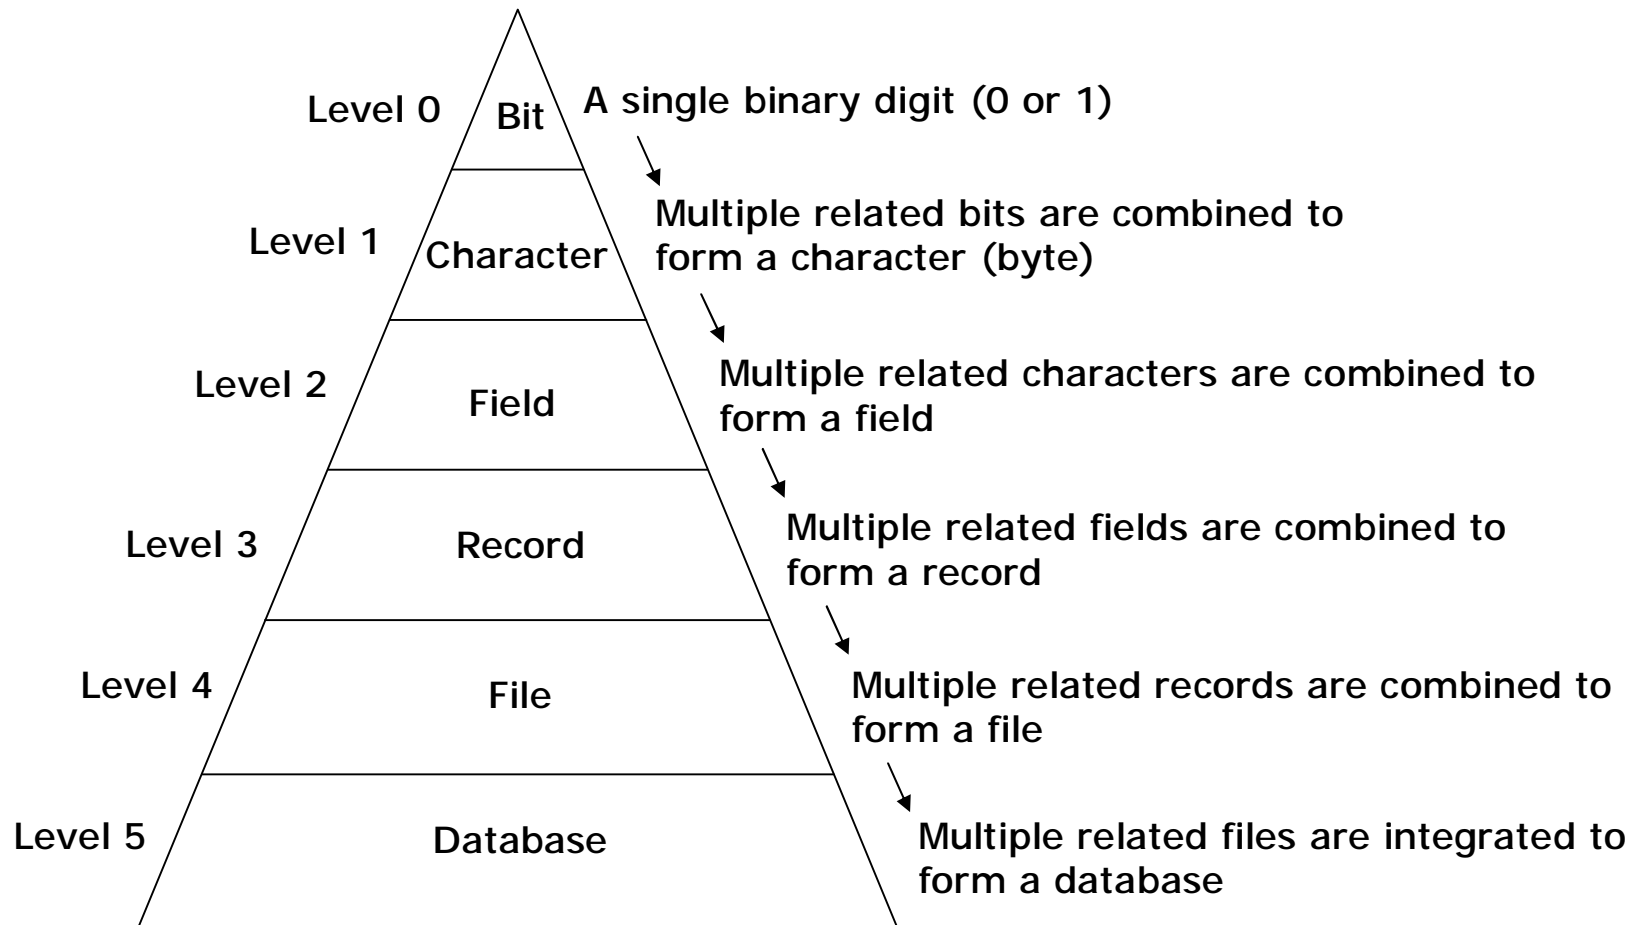 Level 0
Bit
A single binary digit (0 or 1)
Level 1
Character
Multiple related bits are combined to
form a character (byte)
Level 2
Field
Multiple related characters are combined to
form a field
Level 3
Record
Multiple related fields are combined to
form a record
Level 4
File
Multiple related records are combined to
form a file
Level 5
Database
Multiple related files are integrated to
form a database